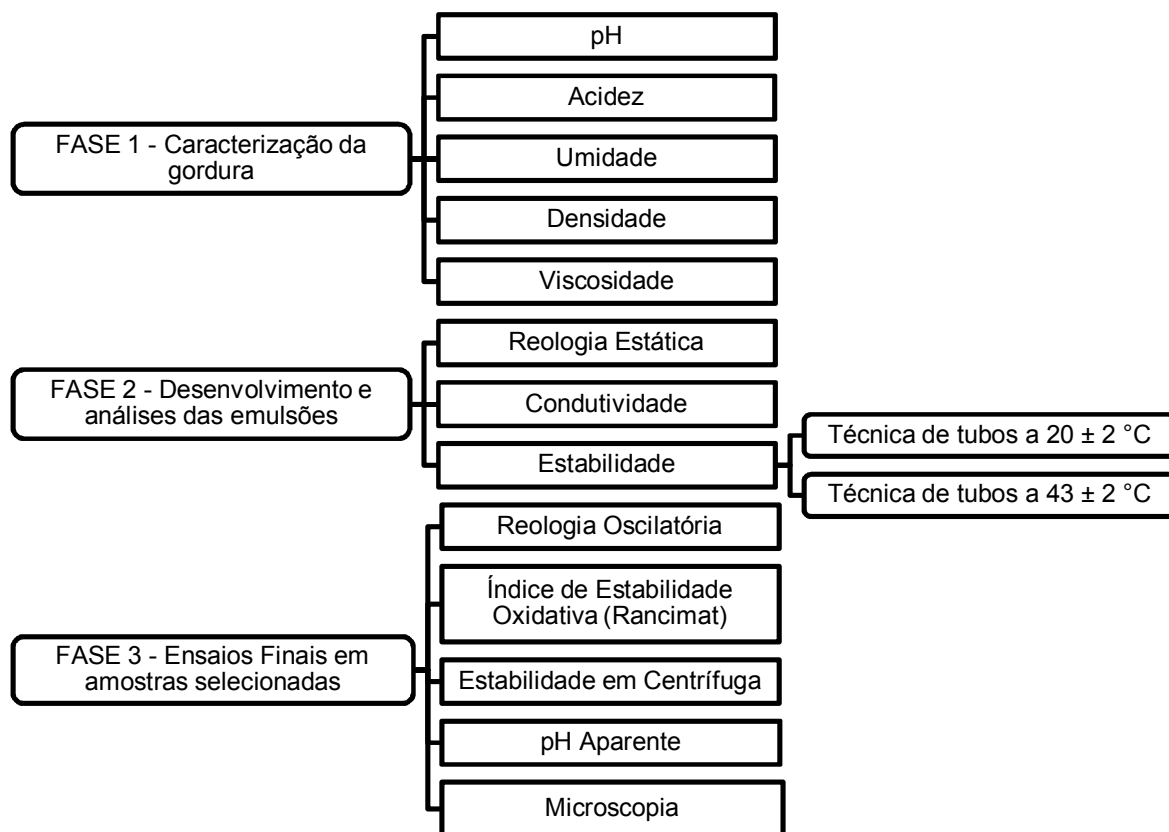 FASE 1 - Caracterização da
gordura
pH
Acidez
Umidade
Densidade
Viscosidade
FASE 2 - Desenvolvimento e
análises das emulsões
Reologia Estática
Condutividade
Estabilidade
Técnica de tubos a 20 ± 2 °C
Técnica de tubos a 43 ± 2 °C
FASE 3 - Ensaios Finais em
amostras selecionadas
Reologia Oscilatória
Índice de Estabilidade
Oxidativa (Rancimat)
Estabilidade em Centrífuga
pH Aparente
Microscopia